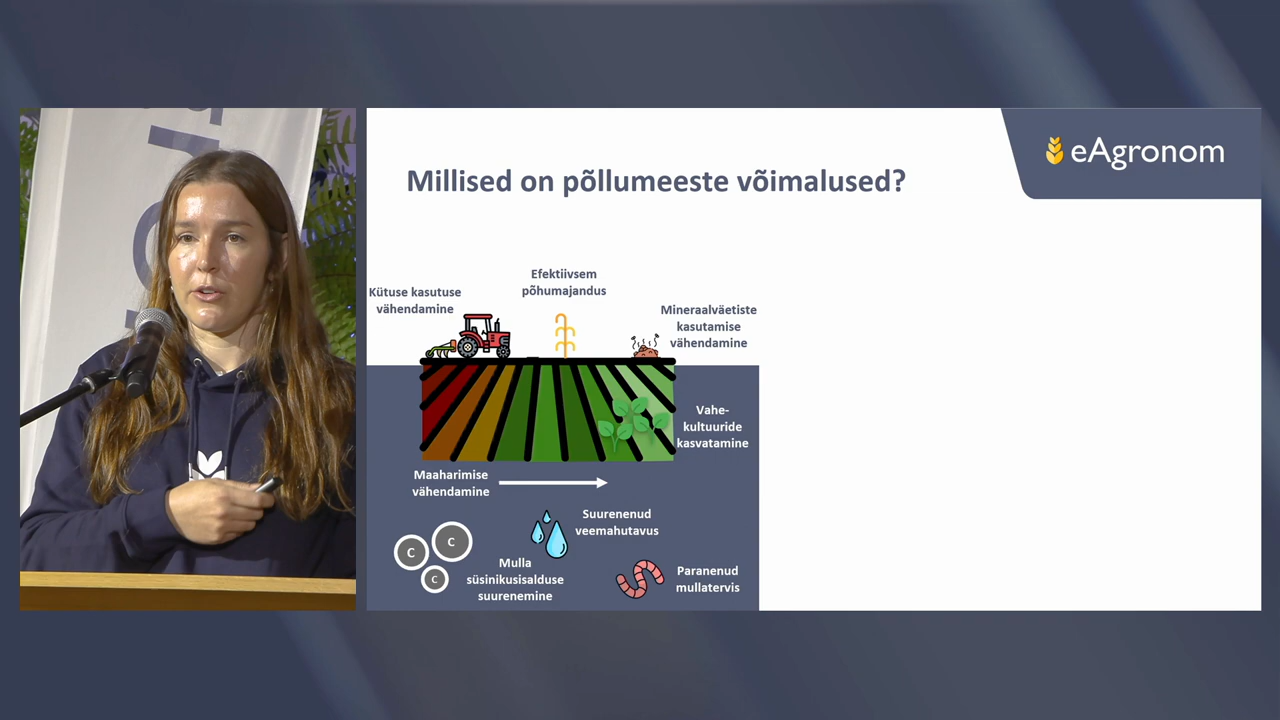 eAgronom
Millised on põllumeeste võimalused?
Efektiivsem
põhumajandus
Kütuse kasutuse
vähendamine
Mineraalväetiste
kasutamise
vähendamine
Vahe-
kultuuride
kasvatamine
Maaharimise
vähendamine
Suurenenud
veemahutavus
C
C
C
Mulla
süsinikusisalduse
suurenemine
Paranenud
mullatervis